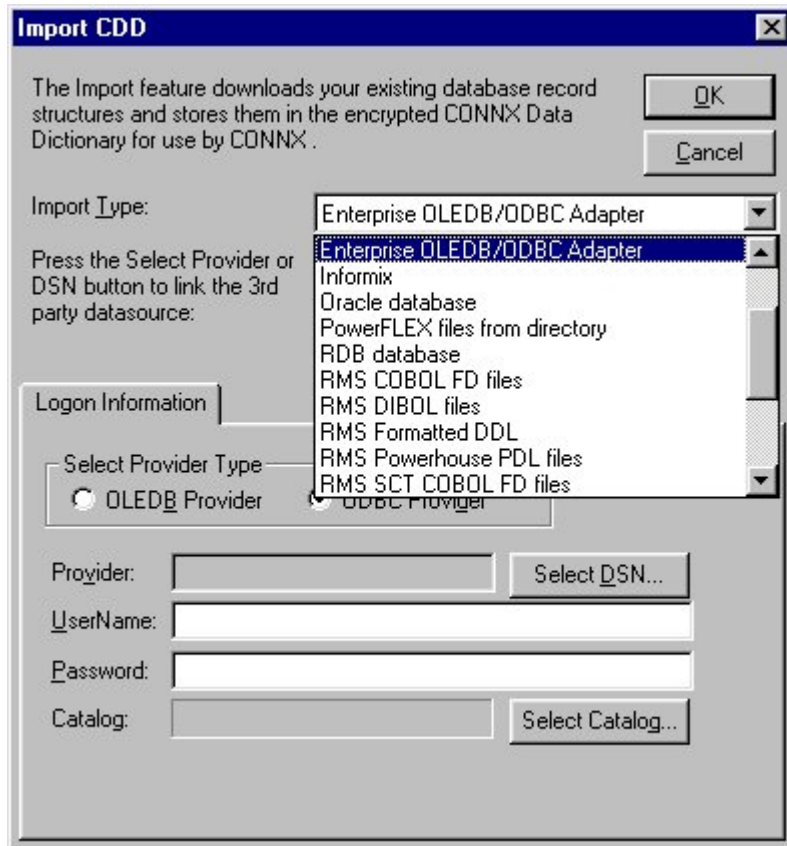 Import CDD
The Import feature downloads your existing database record
structures and stores them in the encrypted CONNX Data
Dictionary for use by CONNX .
OK
Cancel
Import Type:
Enterprise OLEDB/ODBC Adapter
Press the Select Provider or
DSN button to link the 3rd
party datasource:
Enterprise OLEDB/ODBC Adapter
Informix
Oracle database
PowerFLEX files from directory
RDB database
RMS COBOL FD files
RMS DIBOL files
RMS Formatted DDL
RMS Powerhouse PDL files
RMS SCT COBOL FD files
Logon Information
Select Provider Type
OLEDB Provider
ODBC Provider
Provider:
Select DSN...
UserName:
Password:
Catalog:
Select Catalog...